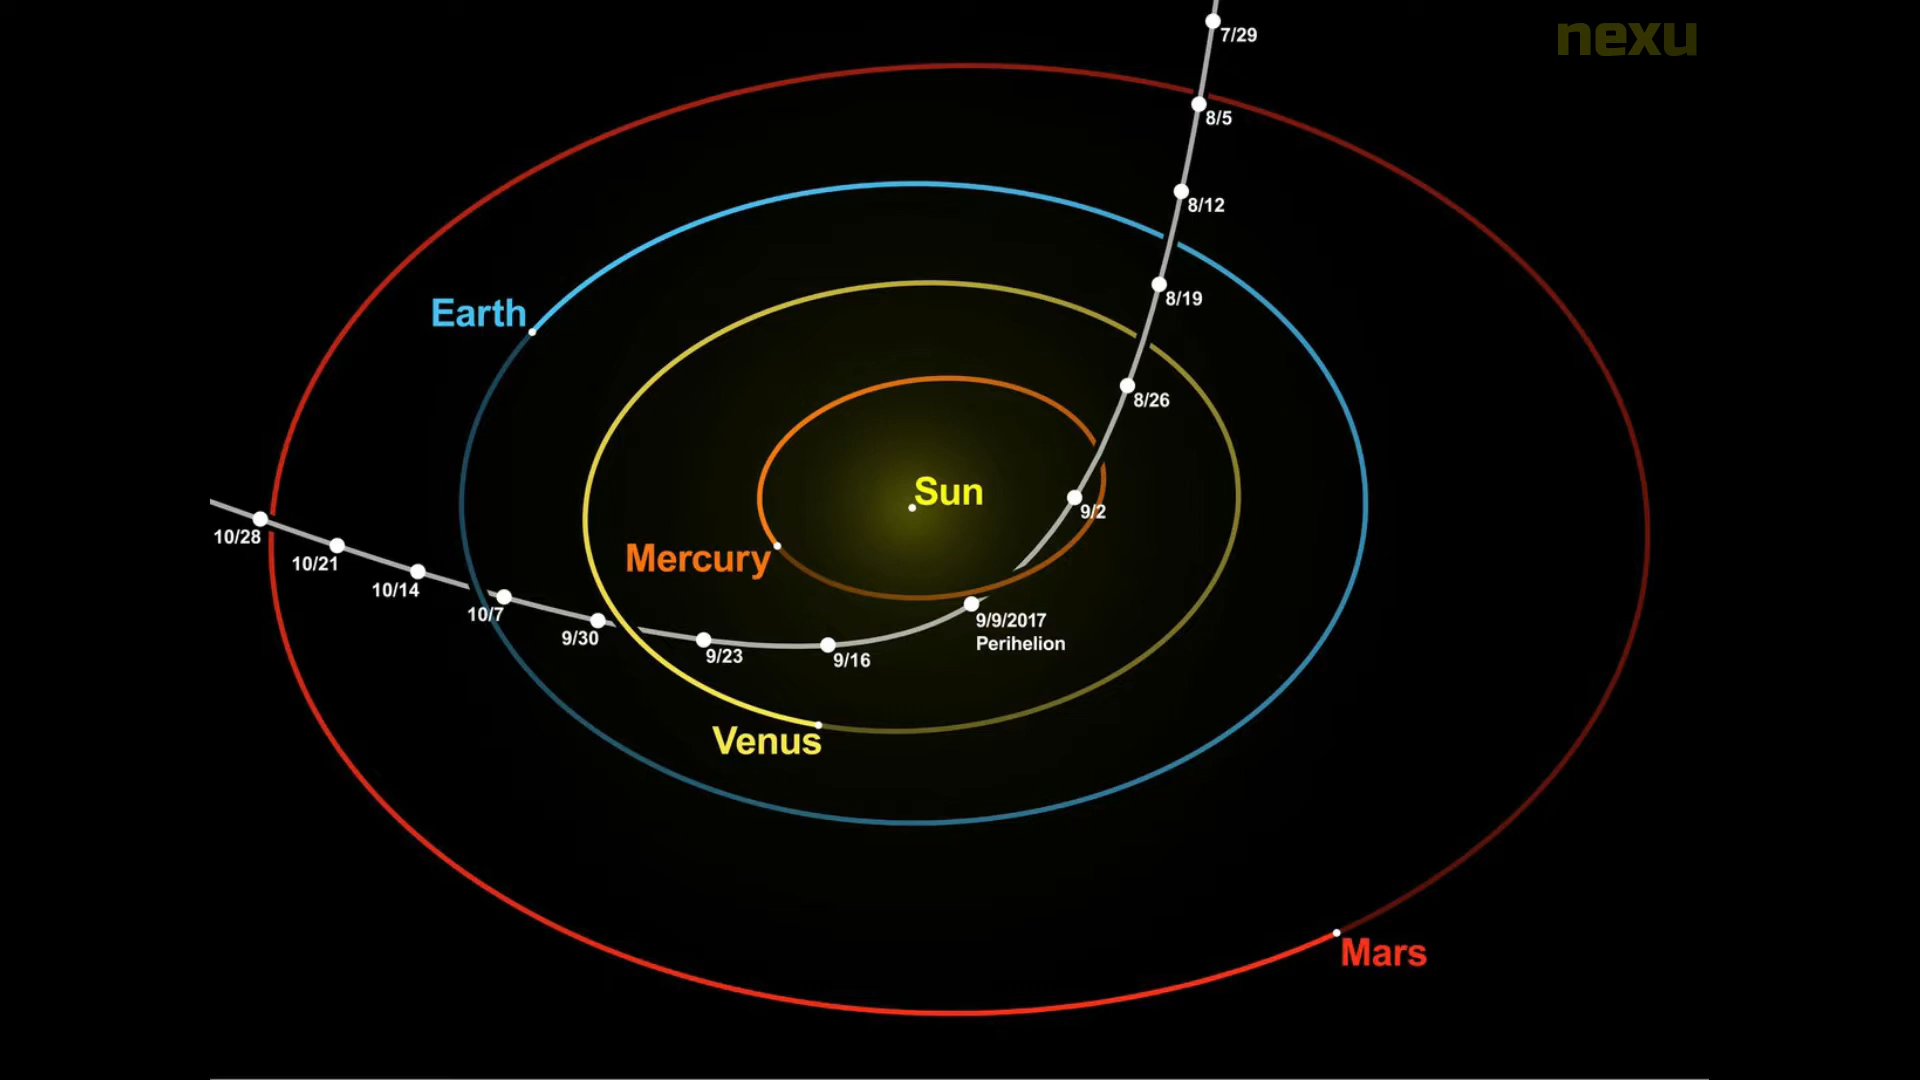 nexu
7/29
8/5
8/12
8/19
Earth
8/26
Sun
9/2
10/28
Mercury
10/21
10/14
10/7
9/9/2017
Perihelion
9/30
9/23
9/16
Venus
Mars